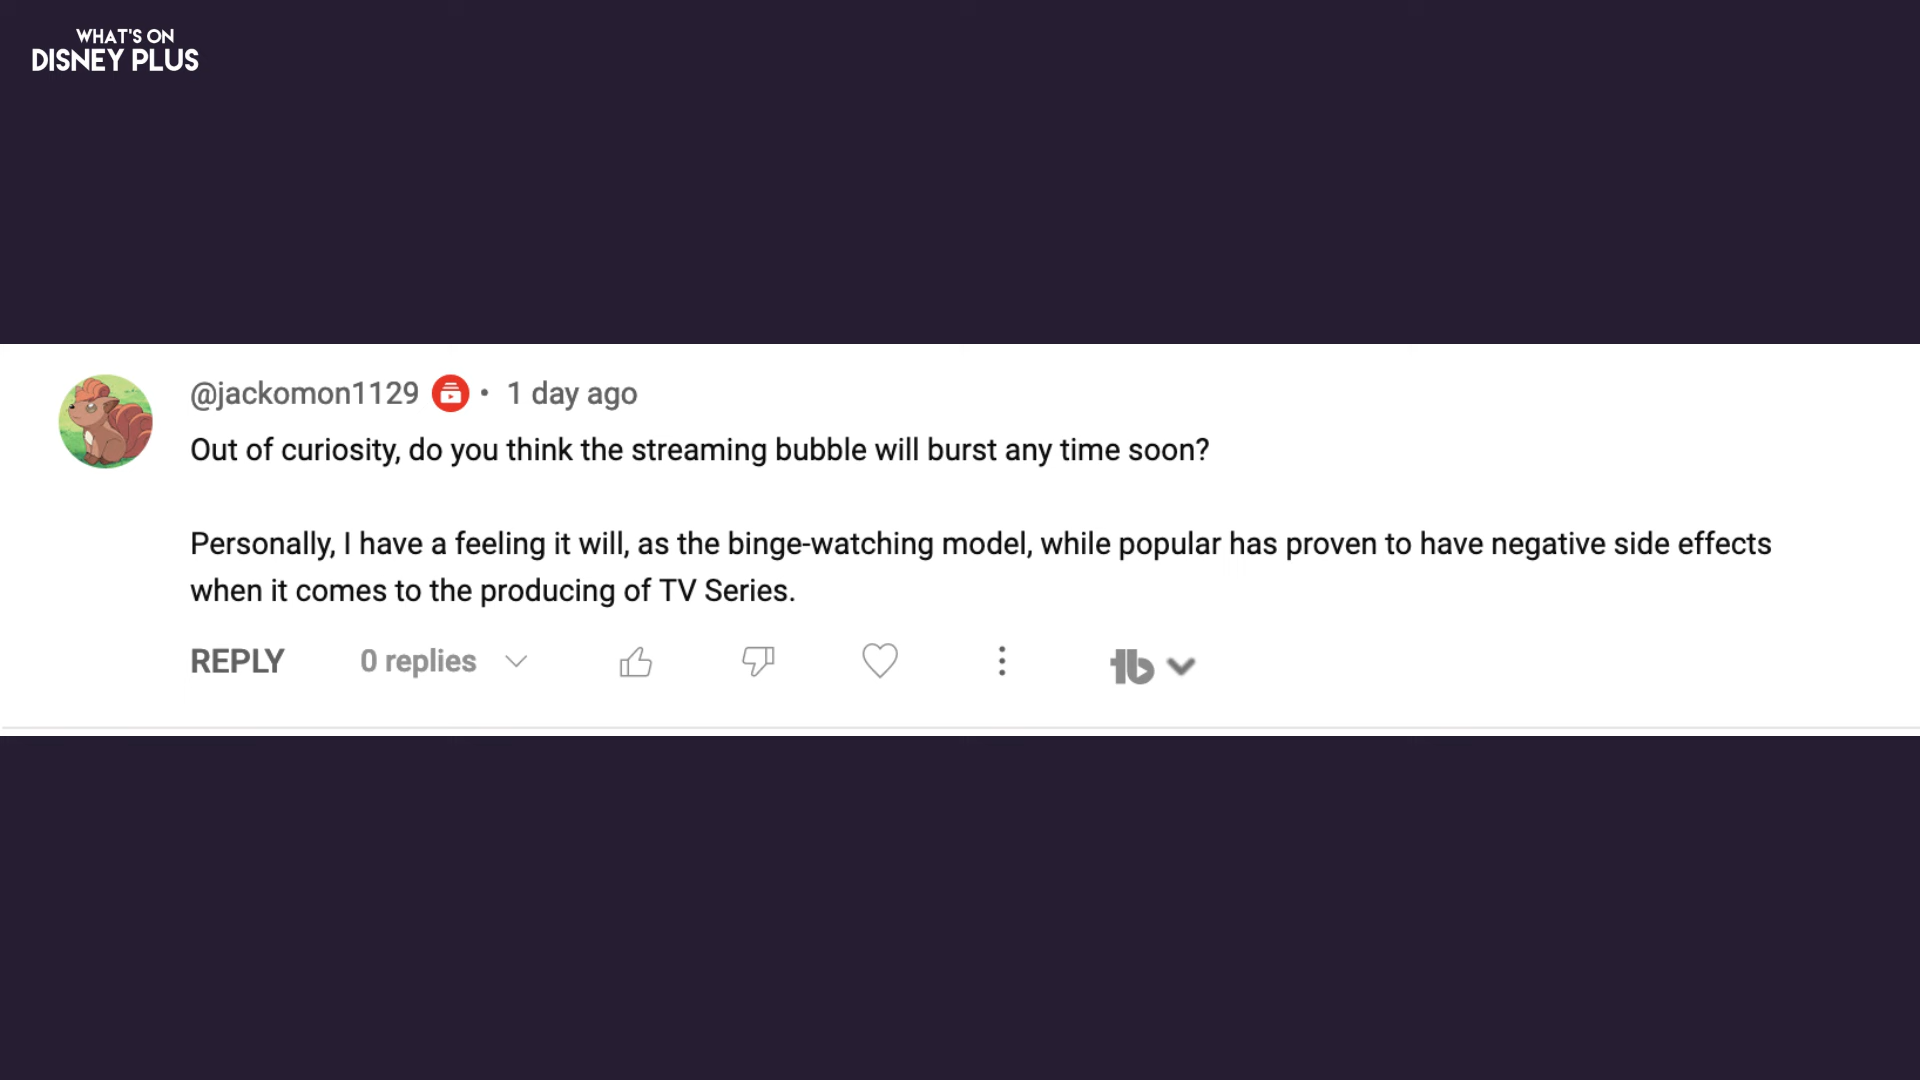 WHAT'S ON
DISNEY PLUS
@jackomon1129 • 1 day ago
Out of curiosity, do you think the streaming bubble will burst any time soon?
Personally, I have a feeling it will, as the binge-watching model, while popular has proven to have negative side effects
when it comes to the producing of TV Series.
REPLY 0 replies tb